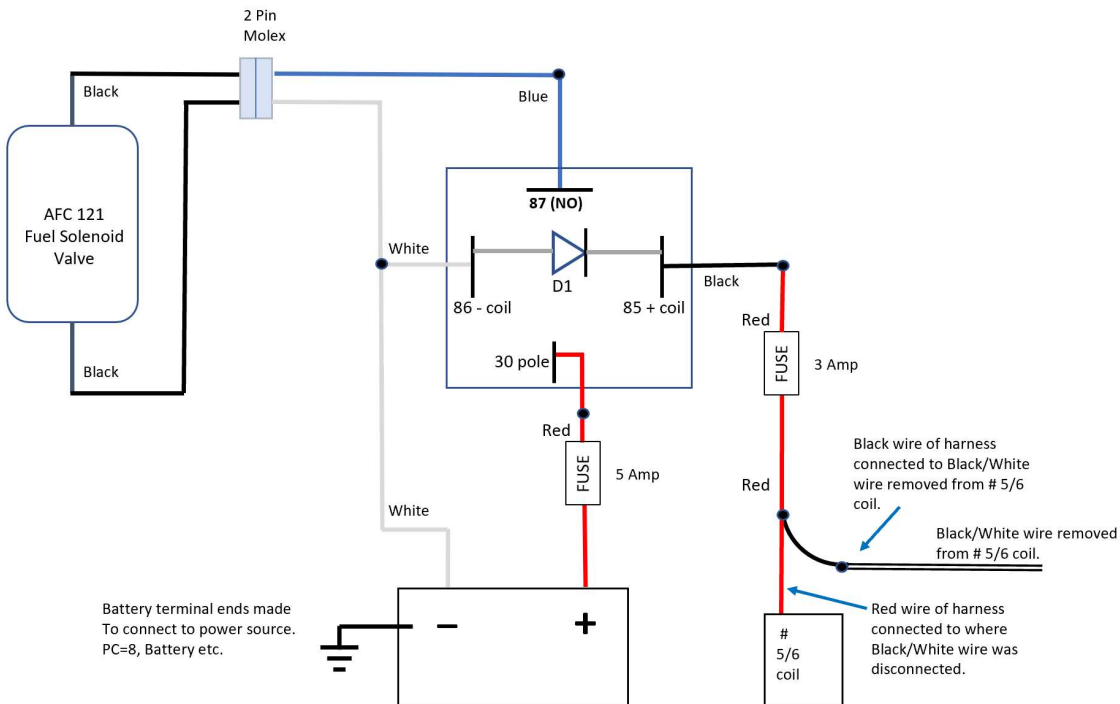 2 Pin
Molex
Black
Blue
AFC 121
Fuel Solenoid
Valve
87 (NO)
White
D1
Black
86 - coil
85 + coil
Red
30 pole
FUSE
3 Amp
Black
Red
FUSE
5 Amp
Red
Black wire of harness
connected to Black/White
wire removed from # 5/6
coil.
White
Black/White wire removed
from # 5/6 coil.
Battery terminal ends made
To connect to power source.
PC=8, Battery etc.
−
+
#
5/6
coil
Red wire of harness
connected to where
Black/White wire was
disconnected.